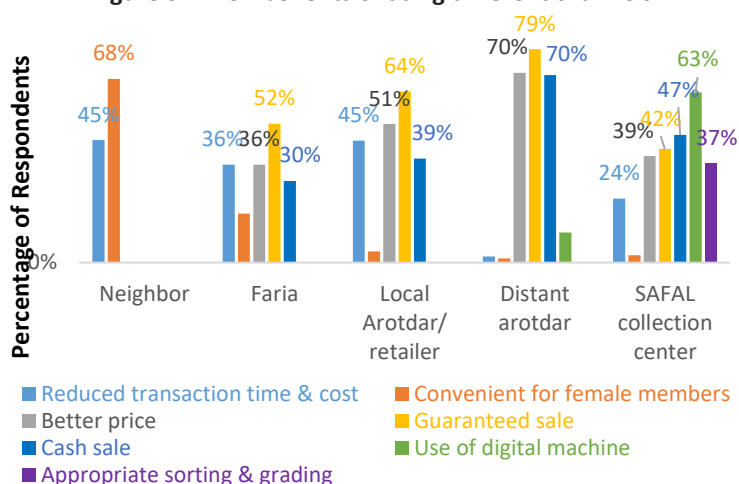 68%
45%
36%
36%
52%
30%
45%
51%
64%
39%
70%
79%
70%
24%
39%
42%
47%
63%
37%
Percentage of Respondents
0%
Neighbor
Faria
Local
Arotdar/
retailer
Distant
arotdar
SAFAL
collection
center
Reduced transaction time & cost
Convenient for female members
Better price
Guaranteed sale
Cash sale
Use of digital machine
Appropriate sorting & grading